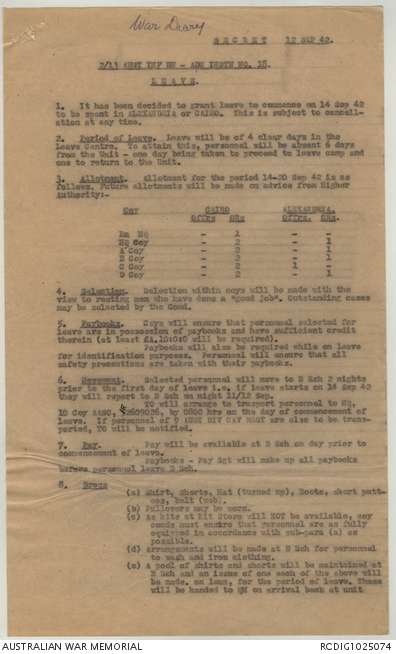 War Diary
S E C R E T 12 SEP 42.
2/13 AUST INF BN - ADM INSTN NO. 18.
L E A V E.
1. It has been decided to grant leave to commence on 14 Sep 42
to be spent in ALEXANDRIA or CAIRO. This is subject to cancell-
ation at any time.
2. Period of Leave. Leave will be of 4 clear days in the
Leave Centre. To attain this, personnel will be absent 6 days
from the Unit - one day being taken to proceed to leave camp and
one to return to the Unit.
3. Allotment. Allotment for the period 14-20 Sep 42 is as
follows. Future allotments will be made on advice from Higher
Authority:-
Coy CAIRO ALEXANDRIA.
Offrs ORs Offrs. ORs.
Bn HQ - 1
HQ Coy - 2 - 1
A Coy - 2 - 1
B Coy - 2 - 1
C Coy - 2 1 -
D Coy - 2 - 1
4. Selection. Selection within coys will be made with the
view to resting men who have done a "good job". Outstanding cases
may be selected by the Comd.
5. Paybooks. Coys will ensure that personnel selected for
leave are in possession of paybooks and have sufficient credit
therein (at least will be required).
Paybooks will also be required while on leave
for identification purposes. Personnel will ensure that all
safety precautions are taken with their paybooks.
6. Movement. Selected personnel will move to B Ech 2 nights
prior to the first day of leave i.e. if leave starts on 14 Sep 42
they will report to B Ech on night 11/12 Sep.
TO will arrange to transport personnel to HQ,
10 Coy AASC, by 0800 hrs on the day of commencement
of leave. If personnel of 9 AUST DIV CAV REGT are also to be trans-
ported, TO will be notified.
7. Pay. Pay will be available at B Ech on day prior to
commencement of leave.
Paybooks - Pay Sgt will make up all paybooks
before personnel leave B Ech.
8. Dress
(a) Shirt, Shorts, Hat (turned up), Boots, short putt-
ees, belt (web).
(b) Pullovers may be worn.
(c) As kits at Kit Store will NOT be available, any
coys must ensure that personnel are as fully
equipped in accordance with sub-para (a) as
possible.
(d) Arrangements will be made at B Ech for personnel
to wash and iron clothing.
(e) A pool of shirts and shorts will be maintained at
B Ech and an issue of one each of the above will
be made, on loan, for the period of leave. These
will be handed to QM on arrival back at unit
AUSTRALIAN WAR MEMORIAL RCDIG1025074